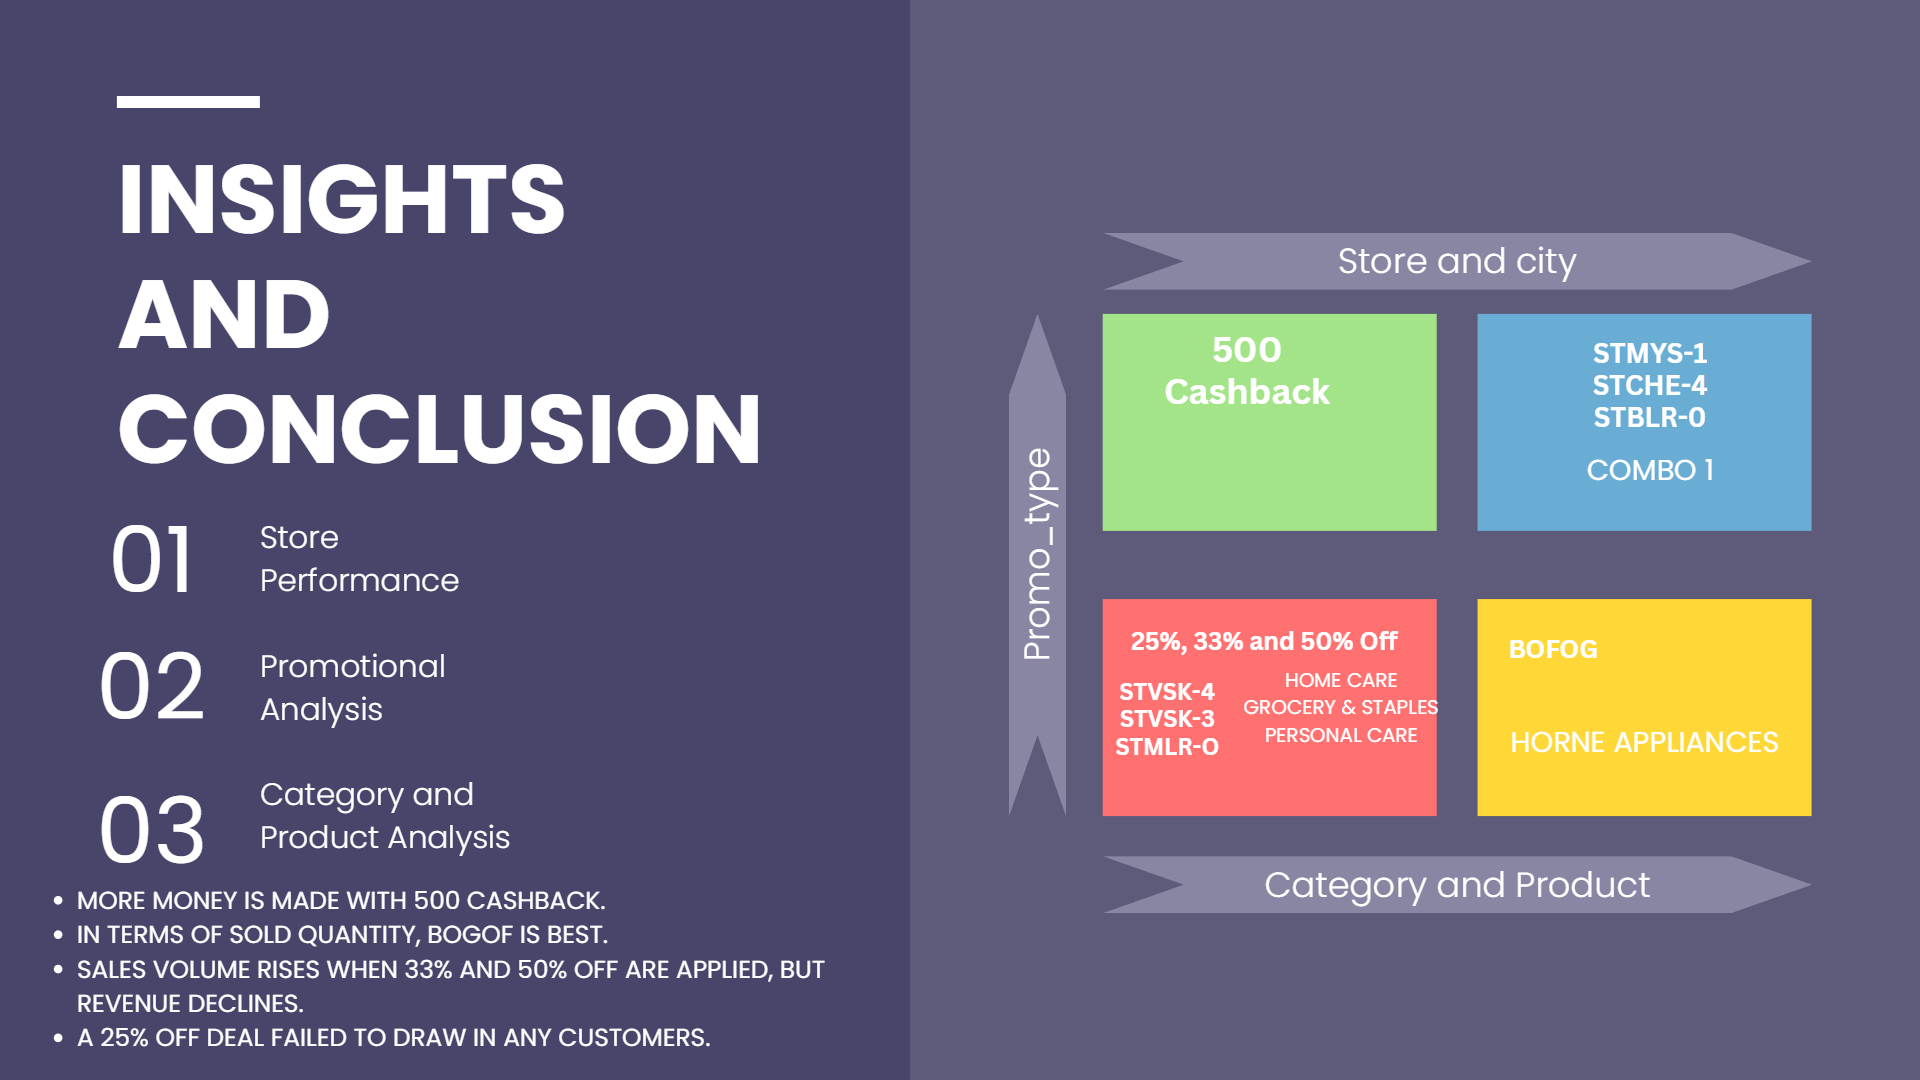 INSIGHTS
AND
CONCLUSION
01
Store
Performance
02
Promotional
Analysis
03
Category and
Product Analysis
• MORE MONEY IS MADE WITH 500 CASHBACK.
• IN TERMS OF SOLD QUANTITY, BOGOF IS BEST.
• SALES VOLUME RISES WHEN 33% AND 50% OFF ARE APPLIED, BUT
REVENUE DECLINES.
• A 25% OFF DEAL FAILED TO DRAW IN ANY CUSTOMERS.
Store and city
Promo_type
500
Cashback
STMYS-1
STCHE-4
STBLR-0
COMBO 1
25%, 33% and 50% Off
STVSK-4
STVSK-3
STMLR-O
HOME CARE
GROCERY & STAPLES
PERSONAL CARE
BOFOG
HORNE APPLIANCES
Category and Product